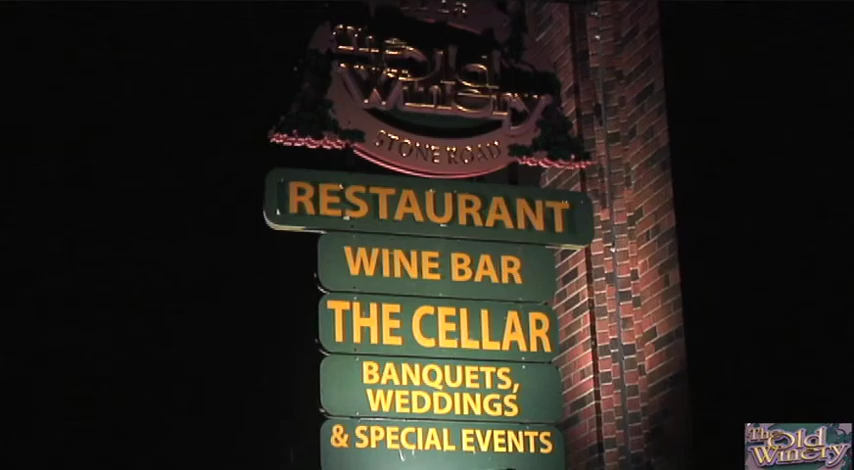 The
Old
Winery
STONE ROAD
RESTAURANT
WINE BAR
THE CELLAR
BANQUETS,
WEDDINGS
& SPECIAL EVENTS
The Old
Winery